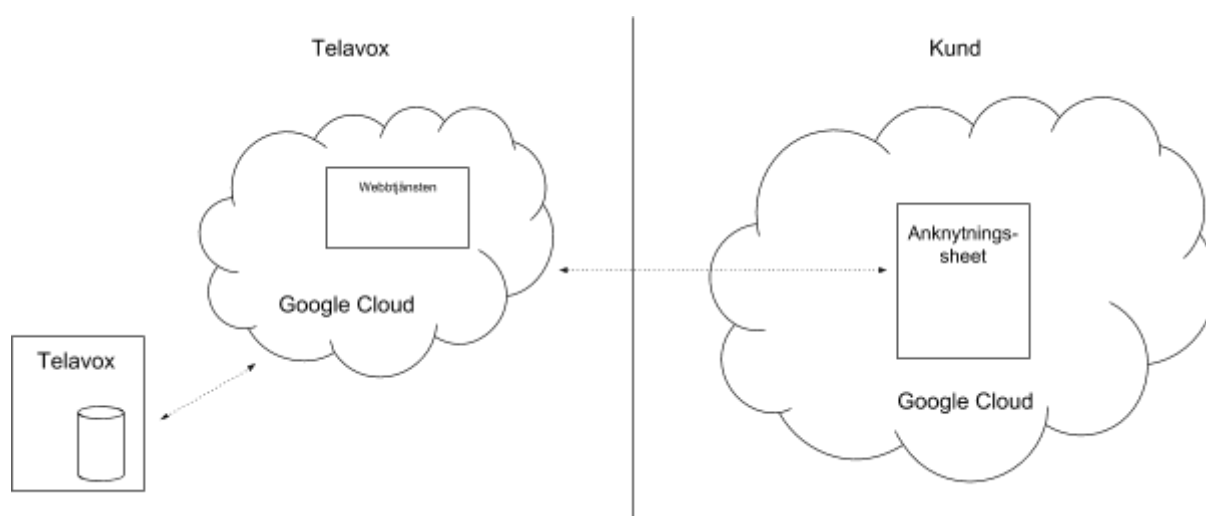 Telavox
Kund
Webbtjänsten
Anknytnings-
sheet
Google Cloud
Telavox
Google Cloud